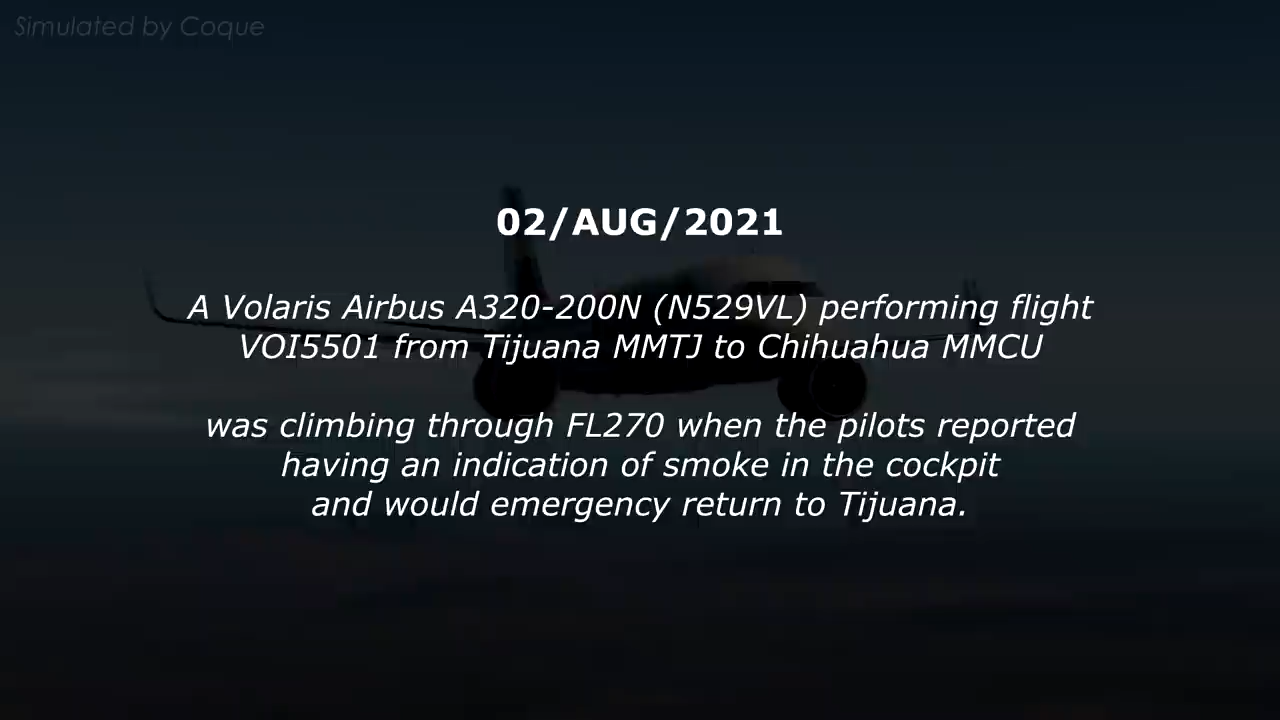 Simulated by Coque
02/AUG/2021
A Volaris Airbus A320-200N (N529VL) performing flight
VOI5501 from Tijuana MMTJ to Chihuahua MMCU
was climbing through FL270 when the pilots reported
having an indication of smoke in the cockpit
and would emergency return to Tijuana.